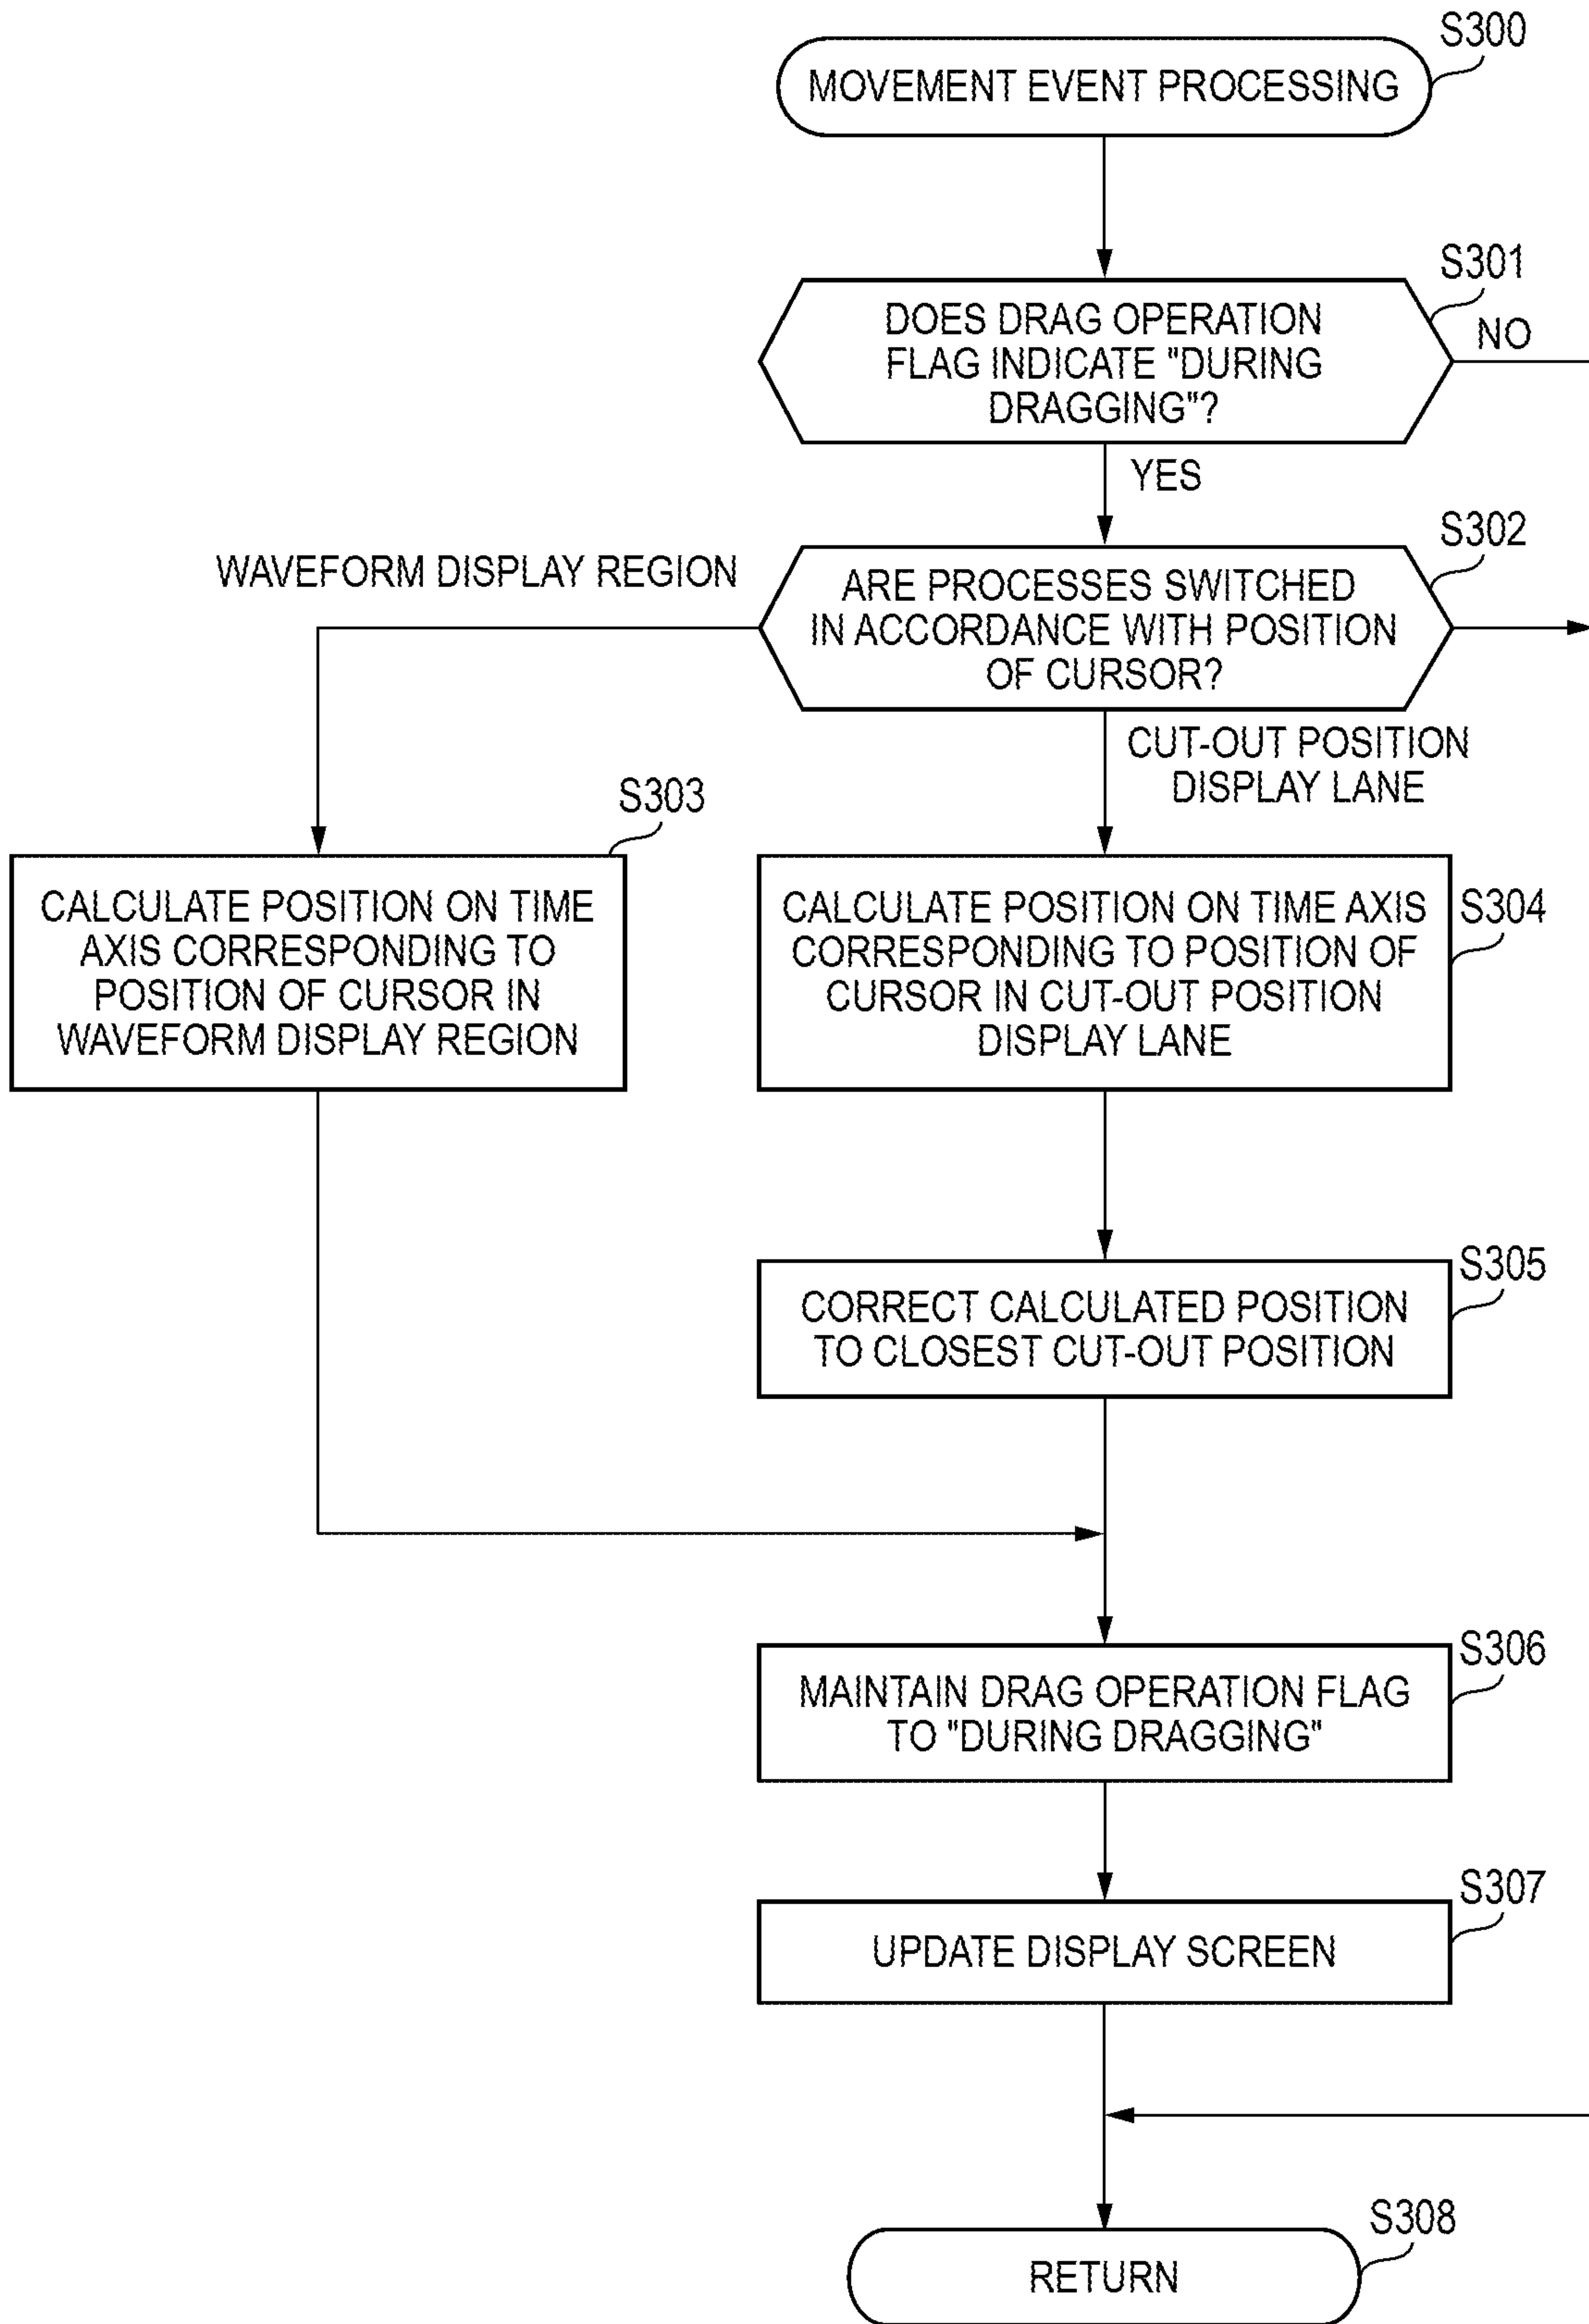 S300
MOVEMENT EVENT PROCESSING
S301
DOES DRAG OPERATION
FLAG INDICATE "DURING
DRAGGING"?
NO
YES
S302
WAVEFORM DISPLAY REGION
ARE PROCESSES SWITCHED
IN ACCORDANCE WITH POSITION
OF CURSOR?
CUT-OUT POSITION
DISPLAY LANE
S303
CALCULATE POSITION ON TIME
AXIS CORRESPONDING TO
POSITION OF CURSOR IN
WAVEFORM DISPLAY REGION
S304
CALCULATE POSITION ON TIME AXIS
CORRESPONDING TO POSITION OF
CURSOR IN CUT-OUT POSITION
DISPLAY LANE
S305
CORRECT CALCULATED POSITION
TO CLOSEST CUT-OUT POSITION
S306
MAINTAIN DRAG OPERATION FLAG
TO "DURING DRAGGING"
S307
UPDATE DISPLAY SCREEN
S308
RETURN